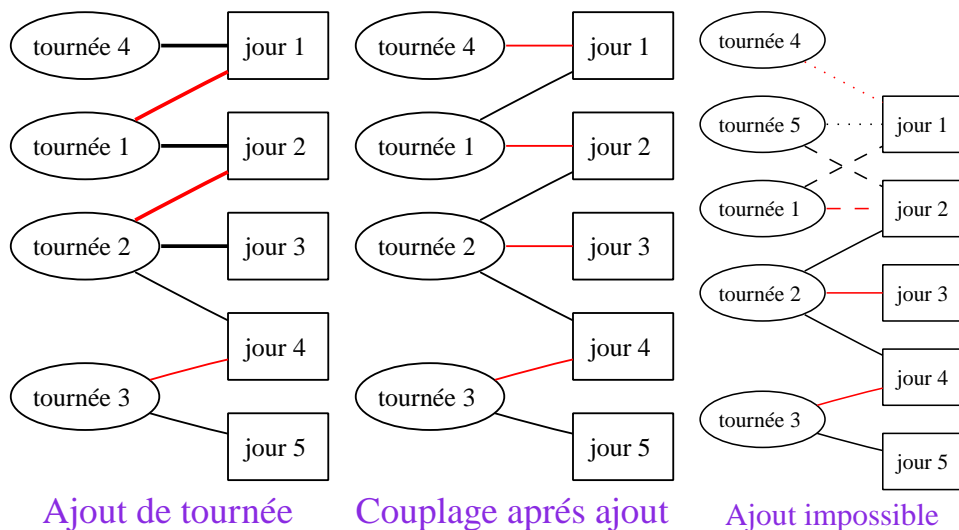 tournée 4
jour 1
tournée 1
jour 2
tournée 2
jour 3
jour 4
tournée 3
jour 5
Ajout de tournée
tournée 4
jour 1
tournée 1
jour 2
tournée 2
jour 3
jour 4
tournée 3
jour 5
Couplage aprés ajout
tournée 4
tournée 5
jour 1
tournée 1
jour 2
tournée 2
jour 3
jour 4
tournée 3
jour 5
Ajout impossible